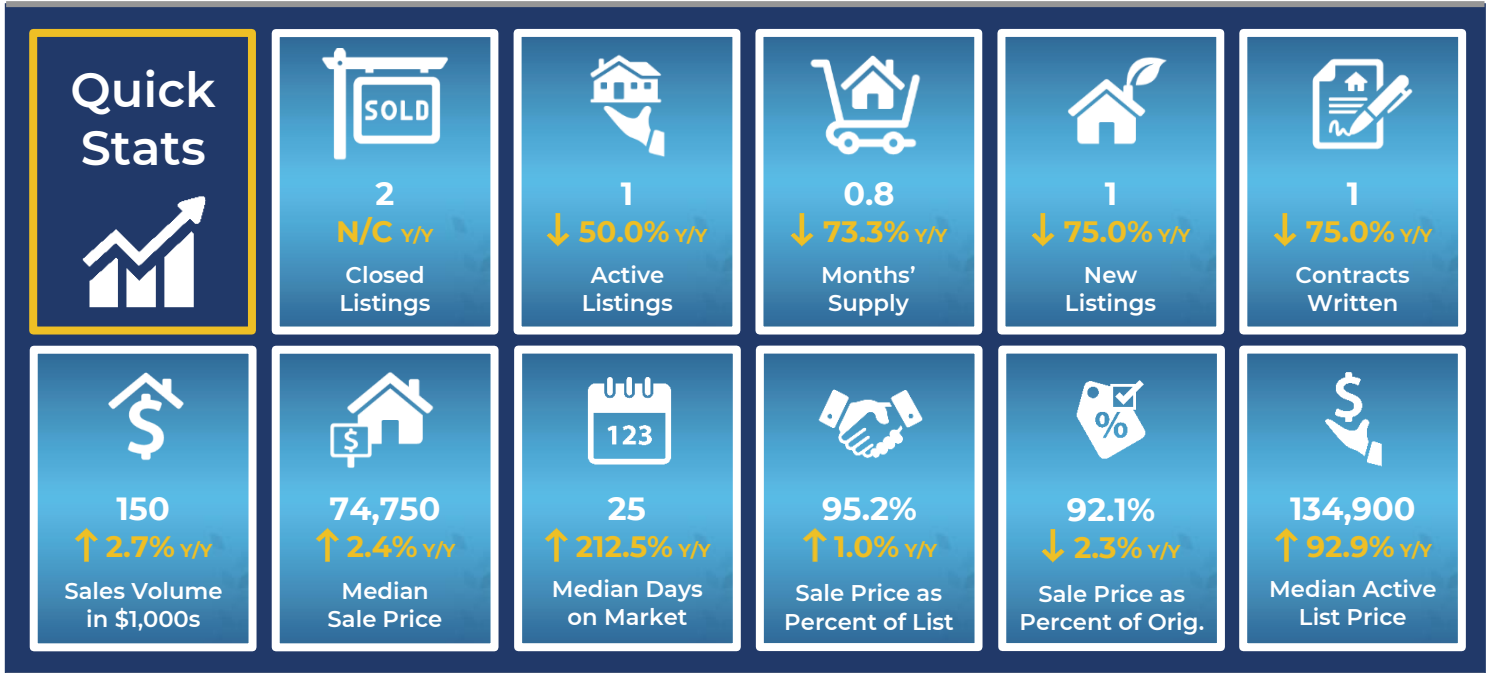 Quick
Stats
SOLD
2
N/C Y/Y
Closed
Listings
1
↓ 50.0% Y/Y
Active
Listings
0.8
↓ 73.3% Y/Y
Months’
Supply
1
↓ 75.0% Y/Y
New
Listings
1
↓ 75.0% Y/Y
Contracts
Written
$
150
↑ 2.7% Y/Y
Sales Volume
in $1,000s
$
74,750
↑ 2.4% Y/Y
Median
Sale Price
123
25
↑ 212.5% Y/Y
Median Days
on Market
95.2%
↑ 1.0% Y/Y
Sale Price as
Percent of List
%
92.1%
↓ 2.3% Y/Y
Sale Price as
Percent of Orig.
$
134,900
↑ 92.9% Y/Y
Median Active
List Price